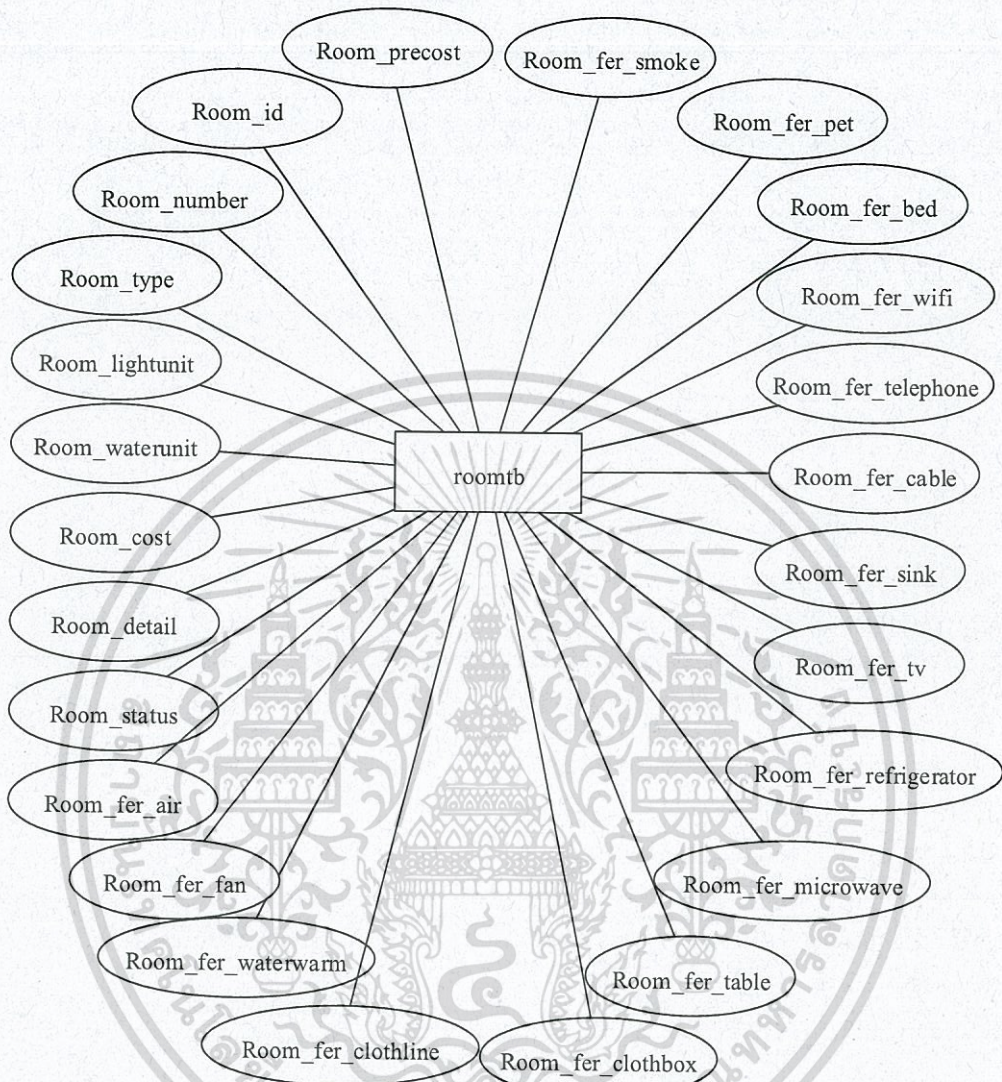 Room_precost
Room_fer_smoke
Room_id
Room_fer_pet
Room_number
Room_fer_bed
Room_type
Room_fer_wifi
Room_lightunit
Room_fer_telephone
Room_waterunit
roomtb
Room_fer_cable
Room_cost
Room_fer_sink
Room_detail
Room_fer_tv
Room_status
Room_fer_refrigerator
Room_fer_air
Room_fer_fan
Room_fer_microwave
Room_fer_waterwarm
Room_fer_table
Room_fer_clothline
Room_fer_clothbox